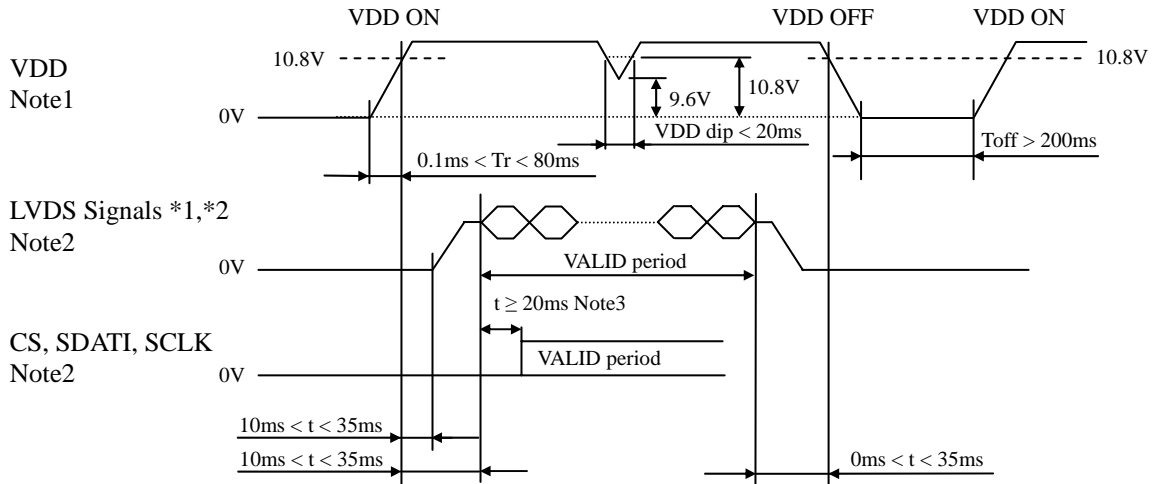 VDD ON
VDD OFF
VDD ON
VDD
Note1
10.8V
10.8V
9.6V
10.8V
0V
VDD dip < 20ms
Toff > 200ms
0.1ms < Tr < 80ms
LVDS Signals *1,*2
Note2
0V
VALID period
t ≥ 20ms Note3
CS, SDATI, SCLK
Note2
0V
VALID period
10ms < t < 35ms
10ms < t < 35ms
0ms < t < 35ms